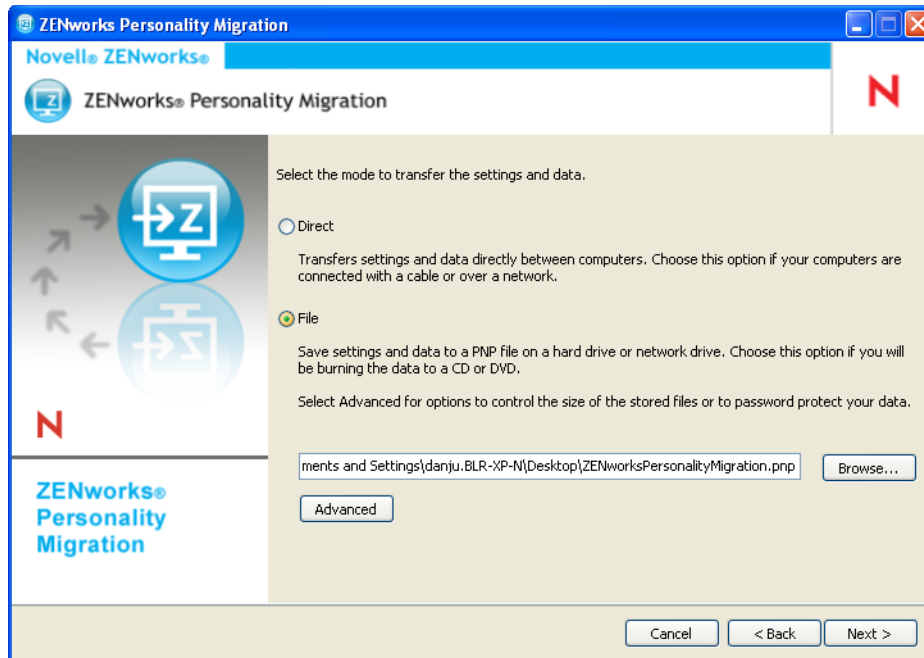 ZENworks Personality Migration
Novell® ZENworks®
ZENworks® Personality Migration
N
Z
Select the mode to transfer the settings and data.
Direct
Transfers settings and data directly between computers. Choose this option if your computers are
connected with a cable or over a network.
File
Save settings and data to a PNP file on a hard drive or network drive. Choose this option if you will
be burning the data to a CD or DVD.
Select Advanced for options to control the size of the stored files or to password protect your data.
N
ments and Settings\danju.BLR-XP-N\Desktop\ZENworksPersonalityMigration.pnp
Browse...
Advanced
ZENworks®
Personality
Migration
Cancel
< Back
Next >